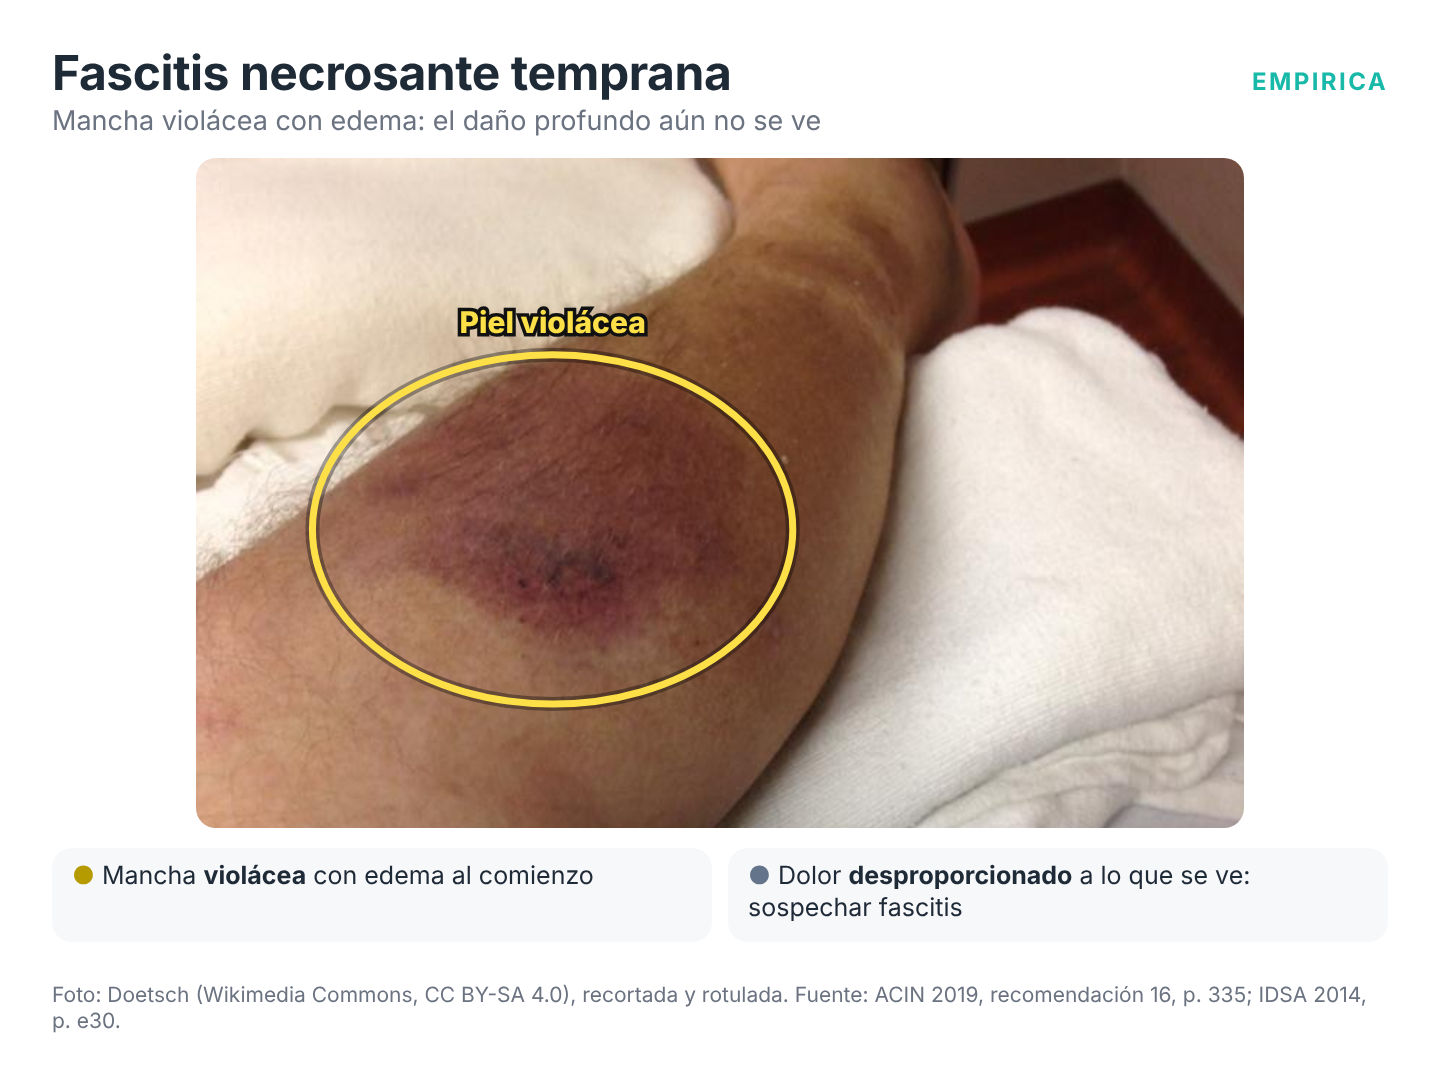 Fascitis necrosante temprana
EMPIRICA
Mancha violácea con edema: el daño profundo aún no se ve
Piel violácea
Mancha violácea con edema al comienzo
Dolor desproporcionado a lo que se ve:
sospechar fascitis
Foto: Doetsch (Wikimedia Commons, CC BY-SA 4.0), recortada y rotulada. Fuente: ACIN 2019, recomendación 16, p. 335; IDSA 2014,
p. e30.